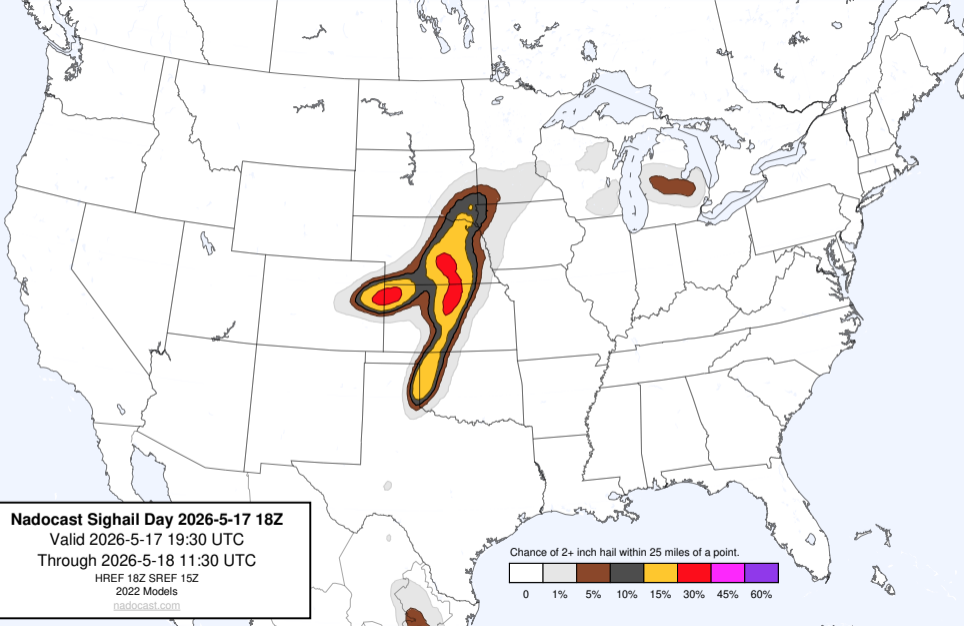 Nadocast Sighail Day 2026-5-17 18Z
Valid 2026-5-17 19:30 UTC
Through 2026-5-18 11:30 UTC
HREF 18Z SREF 15Z
2022 Models
nadocast.com
Chance of 2+ inch hail within 25 miles of a point.
0 1% 5% 10% 15% 30% 45% 60%